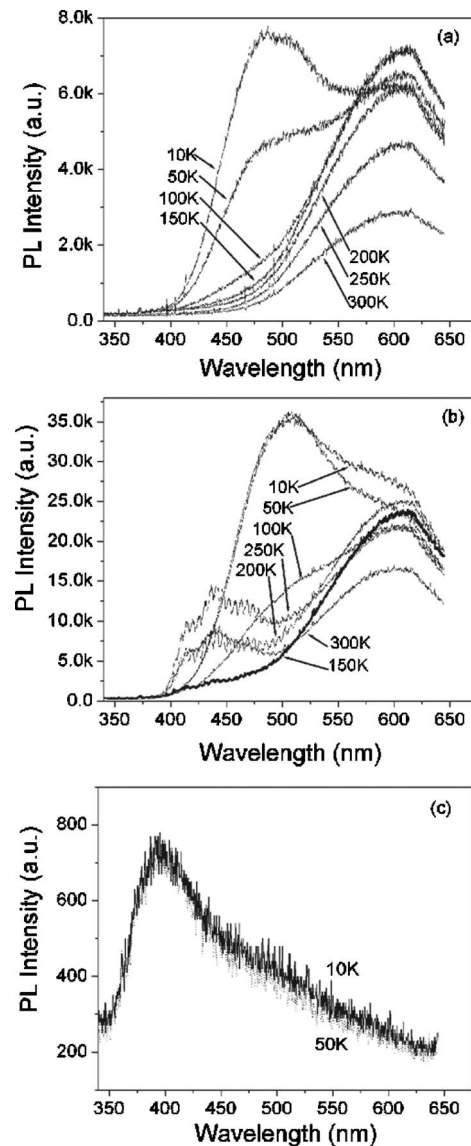 (a)
8.0k
6.0k
4.0k
2.0k
0.0
PL Intensity (a.u.)
10K
50K
100K
150K
200K
250K
300K
350 400 450 500 550 600 650
Wavelength (nm)
(b)
35.0k
30.0k
25.0k
20.0k
15.0k
10.0k
5.0k
0.0
PL Intensity (a.u.)
10K
50K
100K
250K
200K
300K
150K
350 400 450 500 550 600 650
Wavelength (nm)
(c)
800
600
400
200
PL Intensity (a.u.)
10K
50K
350 400 450 500 550 600 650
Wavelength (nm)